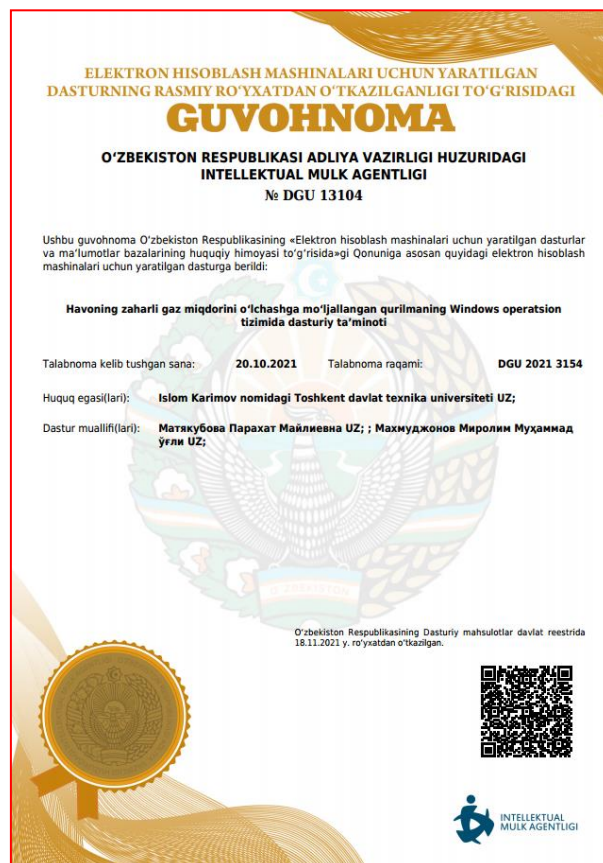 ELEKTRON HISOBLASH MASHINALARI UCHUN YARATILGAN
DASTURNING RASMIY RO‘YXATDAN O‘TKAZILGANLIGI TO‘G‘RISIDAGI
GUVOHNOMA
O‘ZBEKISTON RESPUBLIKASI ADLIYA VAZIRLIGI HUZURIDAGI
INTELLEKTUAL MULK AGENTLIGI
№ DGU 13104
Ushbu guvohnoma O‘zbekiston Respublikasining «Elektron hisoblash mashinalari uchun yaratilgan dasturlar
va ma’lumotlar bazalarining huquqiy himoyasi to‘g‘risida»gi Qonuniga asosan quyidagi elektron hisoblash
mashinalari uchun yaratilgan dasturga berildi:
Havoning zaharli gaz miqdorini o‘lchashga mo‘ljallangan qurilmaning Windows operatsion
tizimida dasturiy ta’minoti
Talabnoma kelib tushgan sana: 20.10.2021 Talabnoma raqami: DGU 2021 3154
Huquq egasi(lari): Islom Karimov nomidagi Toshkent davlat texnika universiteti UZ;
Dastur muallifi(lari): Матякубова Парахат Майлиевна UZ; ; Махмуджонов Миролим Муҳаммад
ўғли UZ;
O‘ZBEKISTON
O‘zbekiston Respublikasining Dasturiy mahsulotlar davlat reestrida
18.11.2021 y. ro‘yxatdan o‘tkazilgan.
INTELLEKTUAL
MULK AGENTLIGI